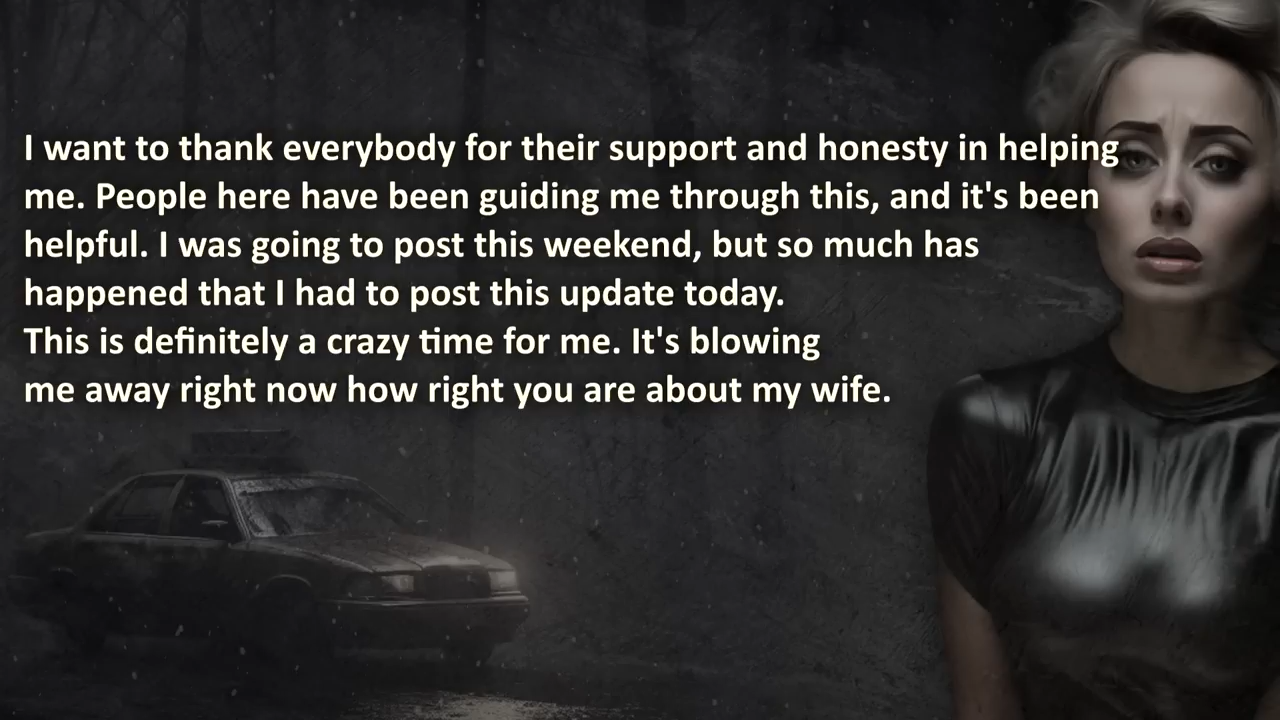 I want to thank everybody for their support and honesty in helping
me. People here have been guiding me through this, and it's been
helpful. I was going to post this weekend, but so much has
happened that I had to post this update today.
This is definitely a crazy time for me. It's blowing
me away right now how right you are about my wife.